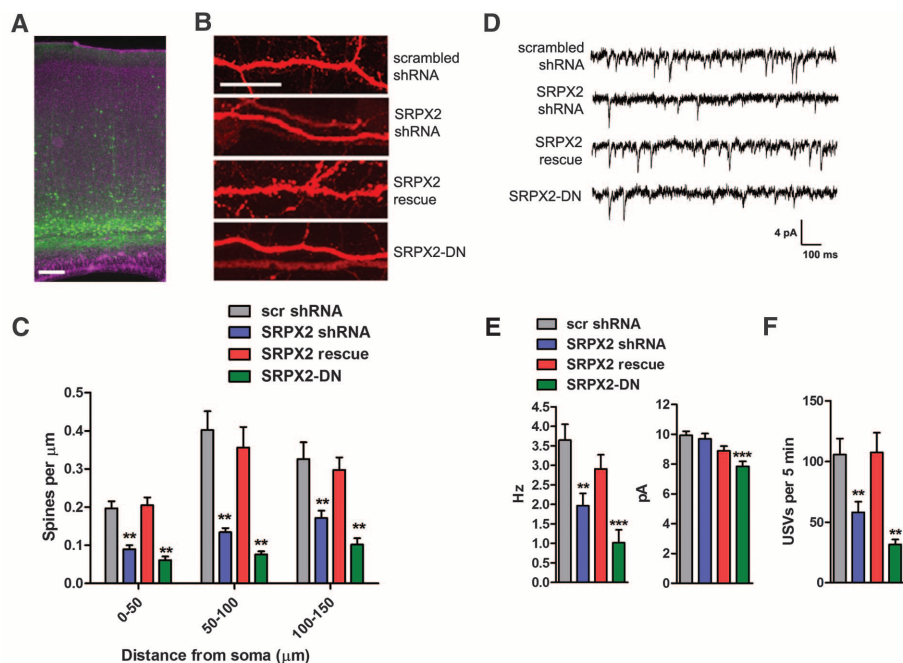 A
B
scrambled
shRNA
SRPX2
shRNA
SRPX2
rescue
SRPX2-DN
D
scrambled
shRNA
SRPX2
shRNA
SRPX2
rescue
SRPX2-DN
4 pA
100 ms
C
scr shRNA
SRPX2 shRNA
SRPX2 rescue
SRPX2-DN
Spines per μm
0.5
0.4
0.3
0.2
0.1
0.0
** **
** **
** **
0-50
50-100
100-150
Distance from soma (μm)
E
scr shRNA
SRPX2 shRNA
SRPX2 rescue
SRPX2-DN
Hz
4.5
4.0
3.5
3.0
2.5
2.0
1.5
1.0
0.5
0.0
** ***
pA
12
10
8
6
4
2
0
***
F
USVs per 5 min
150
100
50
0
** **